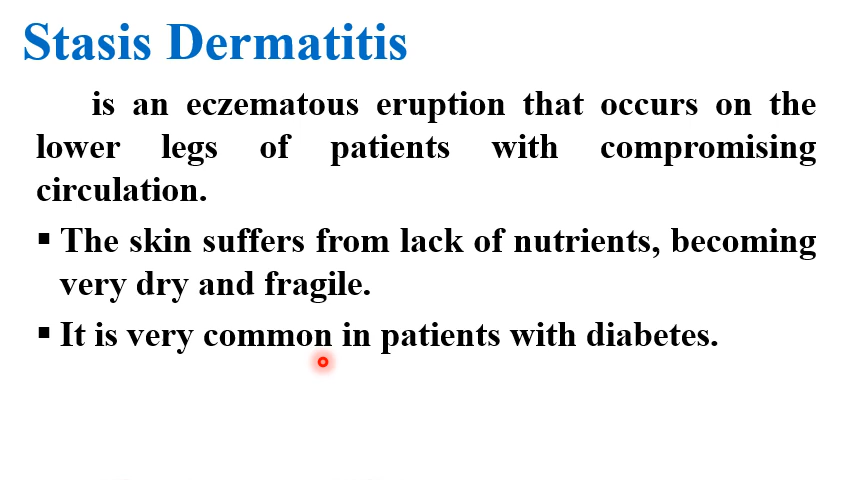 Stasis Dermatitis
is an eczematous eruption that occurs on the
lower legs of patients with compromising
circulation.
▪ The skin suffers from lack of nutrients, becoming
very dry and fragile.
▪ It is very common in patients with diabetes.